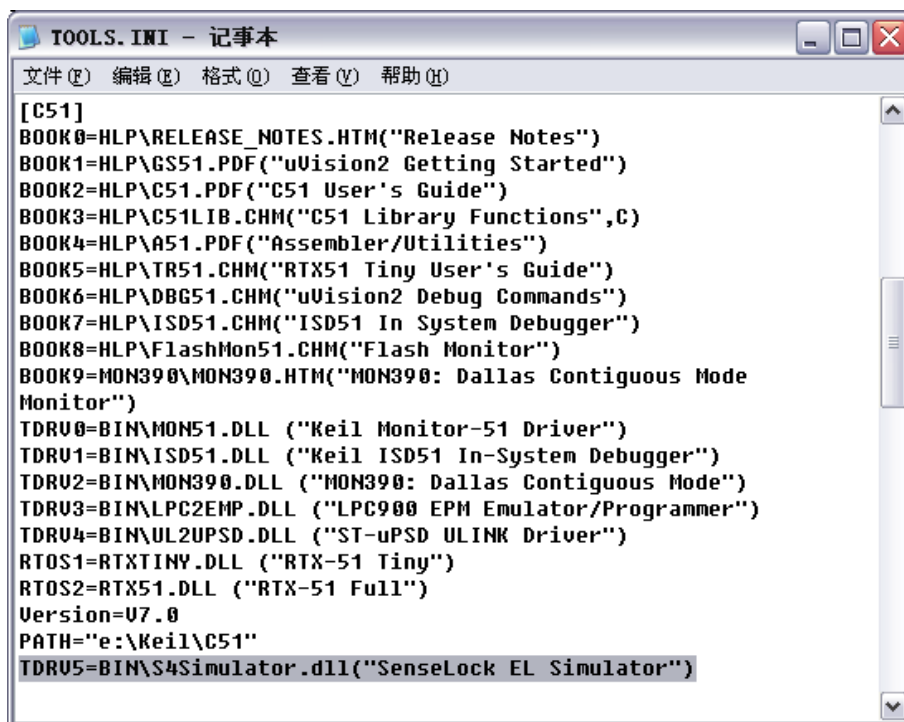 TOOLS.INI - 记事本
文件(F) 编辑(E) 格式(O) 查看(V) 帮助(H)
[C51]
BOOK0=HLP\RELEASE_NOTES.HTM("Release Notes")
BOOK1=HLP\GS51.PDF("uVision2 Getting Started")
BOOK2=HLP\C51.PDF("C51 User's Guide")
BOOK3=HLP\C51LIB.CHM("C51 Library Functions",C)
BOOK4=HLP\A51.PDF("Assembler/Utilities")
BOOK5=HLP\TR51.CHM("RTX51 Tiny User's Guide")
BOOK6=HLP\DBG51.CHM("uVision2 Debug Commands")
BOOK7=HLP\ISD51.CHM("ISD51 In System Debugger")
BOOK8=HLP\FlashMon51.CHM("Flash Monitor")
BOOK9=MON390\MON390.HTM("MON390: Dallas Contiguous Mode
Monitor")
TDRV0=BIN\MON51.DLL ("Keil Monitor-51 Driver")
TDRV1=BIN\ISD51.DLL ("Keil ISD51 In-System Debugger")
TDRV2=BIN\MON390.DLL ("MON390: Dallas Contiguous Mode")
TDRV3=BIN\LPC2EMP.DLL ("LPC900 EPM Emulator/Programmer")
TDRV4=BIN\UL2UPSD.DLL ("ST-uPSD ULINK Driver")
RTOS1=RTXTINY.DLL ("RTX-51 Tiny")
RTOS2=RTX51.DLL ("RTX-51 Full")
Version=V7.0
PATH="e:\Keil\C51"
TDRV5=BIN\S4Simulator.dll("SenseLock EL Simulator")